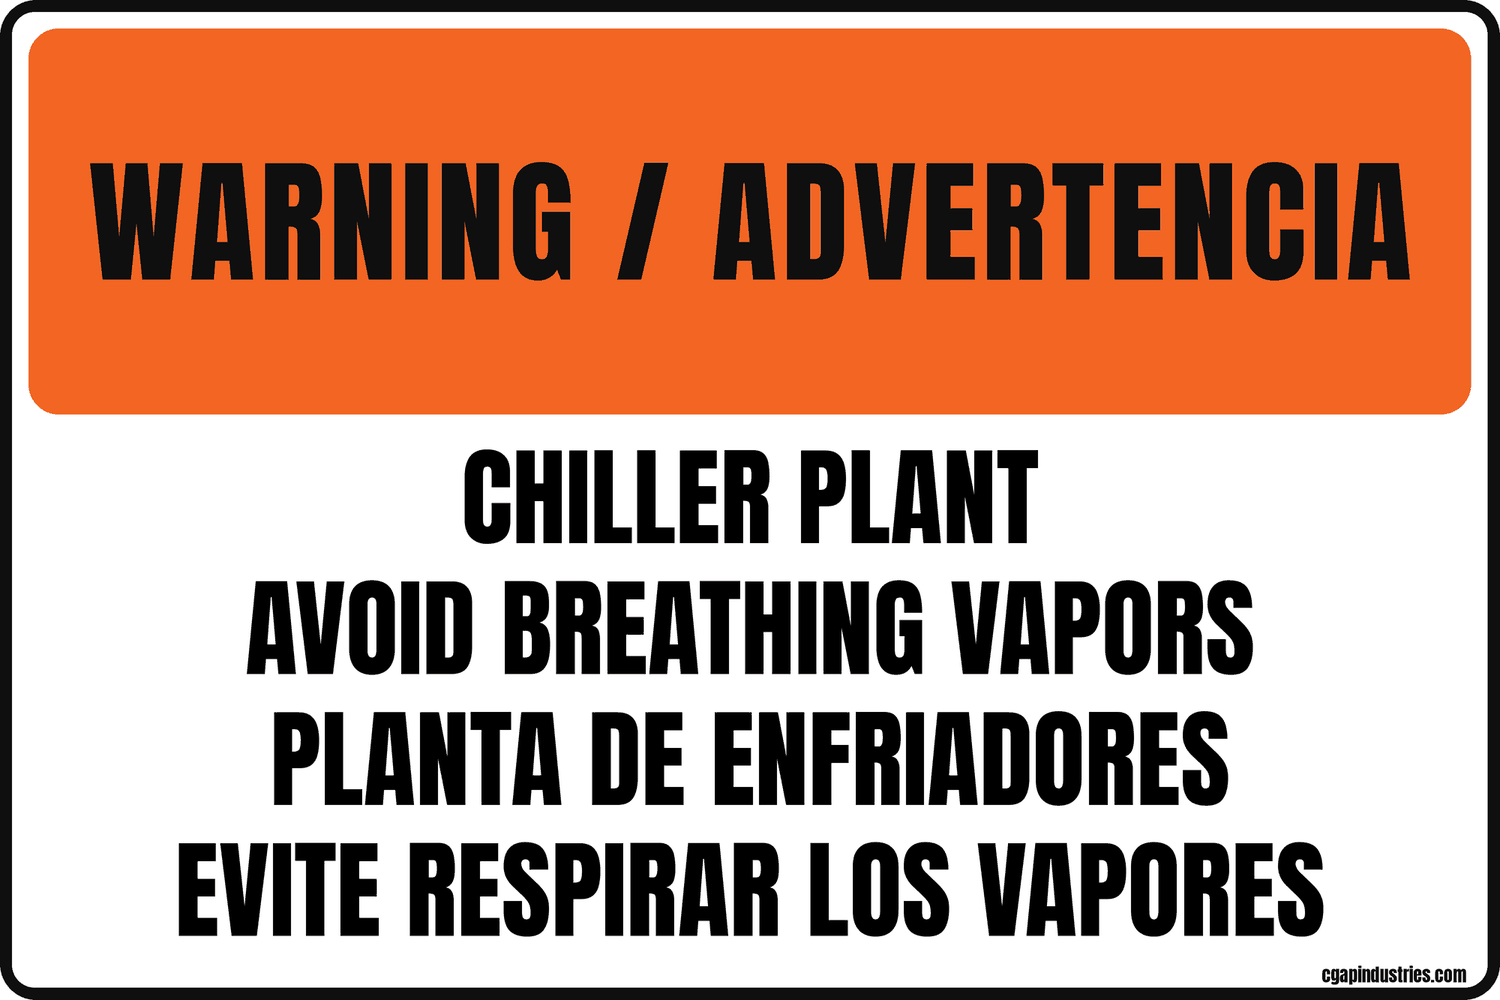 WARNING / ADVERTENCIA
CHILLER PLANT
AVOID BREATHING VAPORS
PLANTA DE ENFRIADORES
EVITE RESPIRAR LOS VAPORES
cgapindustries.com